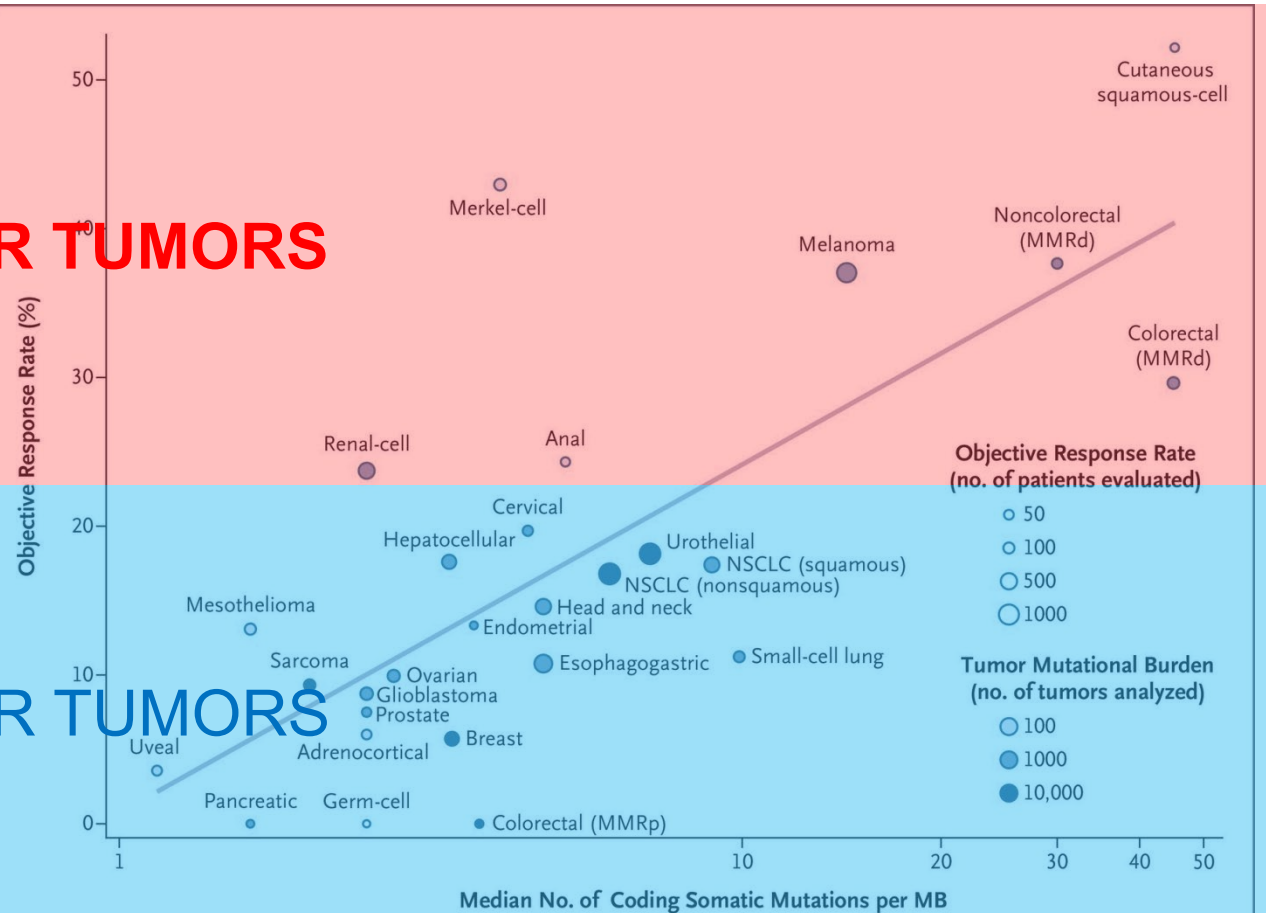 50
Cutaneous
squamous-cell
Merkel-cell
40
R TUMORS
Noncolorectal
(MMRd)
Melanoma
Objective Response Rate (%)
Colorectal
(MMRd)
30
Renal-cell
Anal
Objective Response Rate
(no. of patients evaluated)
50
100
500
1000
Cervical
20
Hepatocellular
Urothelial
NSCLC (squamous)
NSCLC (nonsquamous)
Mesothelioma
Head and neck
Endometrial
Sarcoma
Esophagogastric
Small-cell lung
Tumor Mutational Burden
(no. of tumors analyzed)
100
1000
10,000
10
Ovarian
Glioblastoma
R TUMORS
Prostate
Uveal
Adrenocortical
Breast
Pancreatic
Germ-cell
0
Colorectal (MMRp)
1 10 20 30 40 50
Median No. of Coding Somatic Mutations per MB